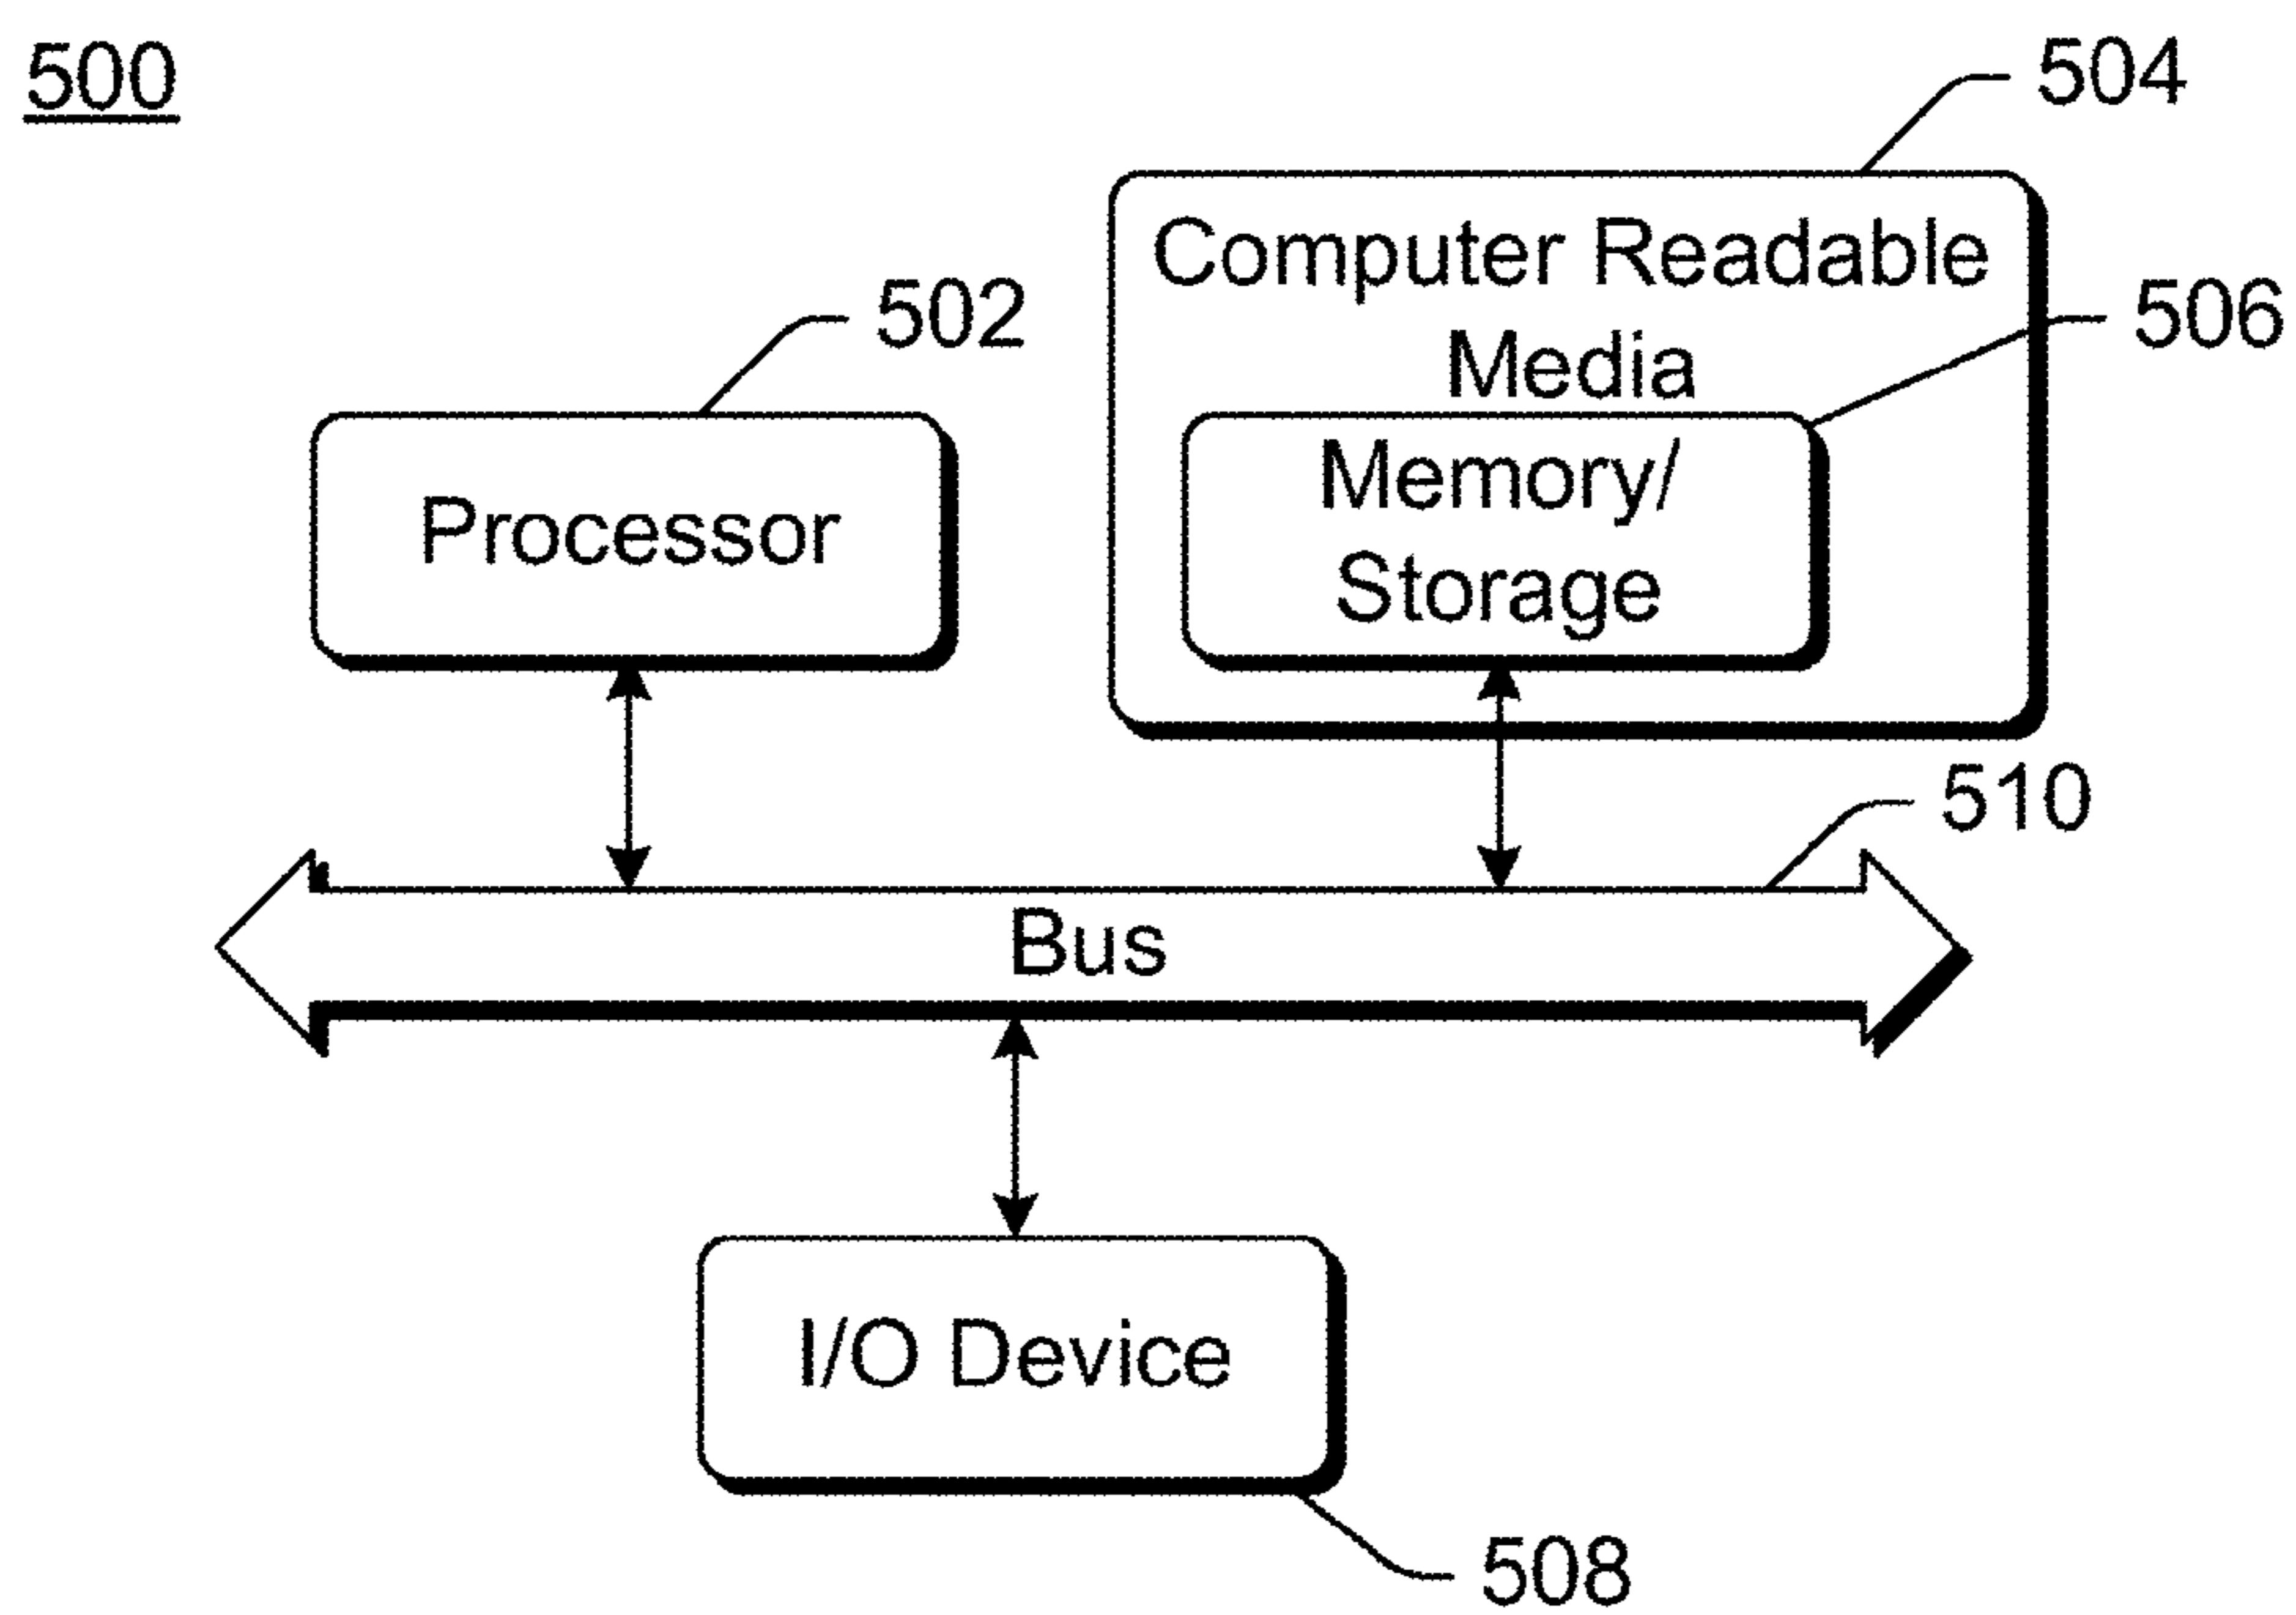 500
504
Computer Readable
Media
506
502
Memory/
Storage
Processor
510
Bus
I/O Device
508